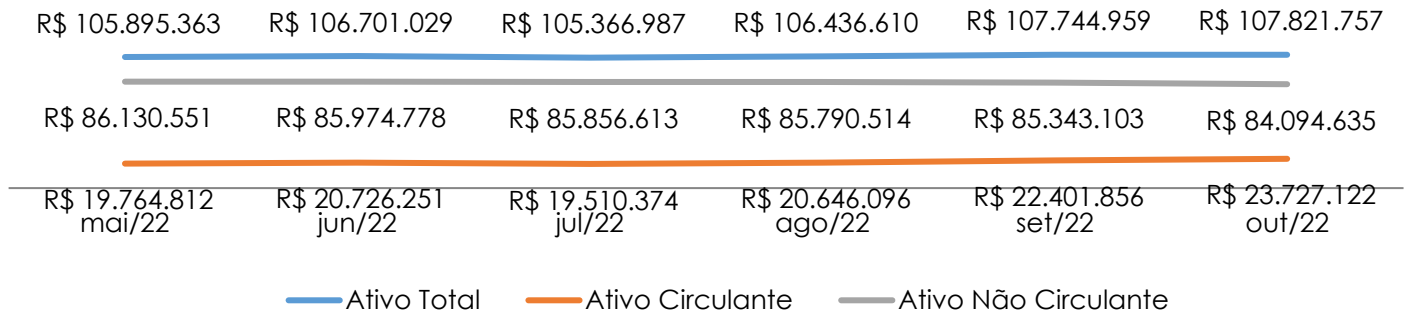 R$ 105.895.363 R$ 106.701.029 R$ 105.366.987 R$ 106.436.610 R$ 107.744.959 R$ 107.821.757
R$ 86.130.551 R$ 85.974.778 R$ 85.856.613 R$ 85.790.514 R$ 85.343.103 R$ 84.094.635
R$ 19.764.812 R$ 20.726.251 R$ 19.510.374 R$ 20.646.096 R$ 22.401.856 R$ 23.727.122
mai/22 jun/22 jul/22 ago/22 set/22 out/22
Ativo Total Ativo Circulante Ativo Não Circulante